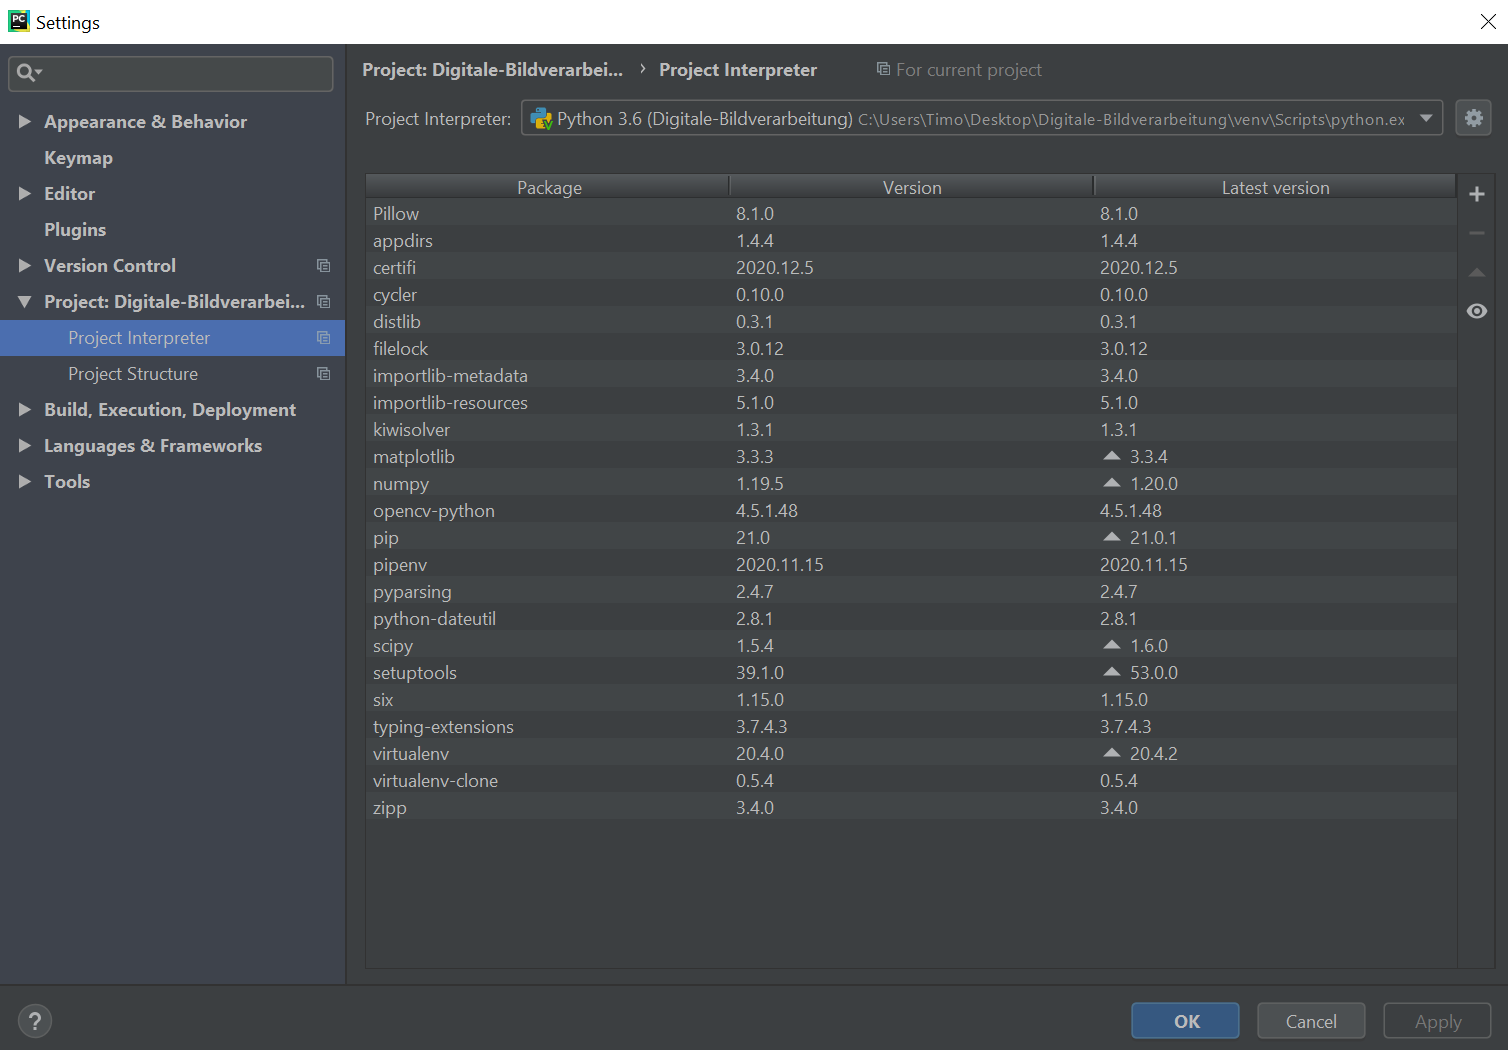 PC Settings
Project: Digitale-Bildverarbei... › Project Interpreter For current project
Appearance & Behavior
Keymap
Editor
Plugins
Version Control
Project: Digitale-Bildverarbei...
Project Interpreter
Project Structure
Build, Execution, Deployment
Languages & Frameworks
Tools
Project Interpreter: Python 3.6 (Digitale-Bildverarbeitung) C:\Users\Timo\Desktop\Digitale-Bildverarbeitung\venv\Scripts\python.ex
Package Version Latest version
Pillow 8.1.0 8.1.0
appdirs 1.4.4 1.4.4
certifi 2020.12.5 2020.12.5
cycler 0.10.0 0.10.0
distlib 0.3.1 0.3.1
filelock 3.0.12 3.0.12
importlib-metadata 3.4.0 3.4.0
importlib-resources 5.1.0 5.1.0
kiwisolver 1.3.1 1.3.1
matplotlib 3.3.3 3.3.4
numpy 1.19.5 1.20.0
opencv-python 4.5.1.48 4.5.1.48
pip 21.0 21.0.1
pipenv 2020.11.15 2020.11.15
pyparsing 2.4.7 2.4.7
python-dateutil 2.8.1 2.8.1
scipy 1.5.4 1.6.0
setuptools 39.1.0 53.0.0
six 1.15.0 1.15.0
typing-extensions 3.7.4.3 3.7.4.3
virtualenv 20.4.0 20.4.2
virtualenv-clone 0.5.4 0.5.4
zipp 3.4.0 3.4.0
? OK Cancel Apply